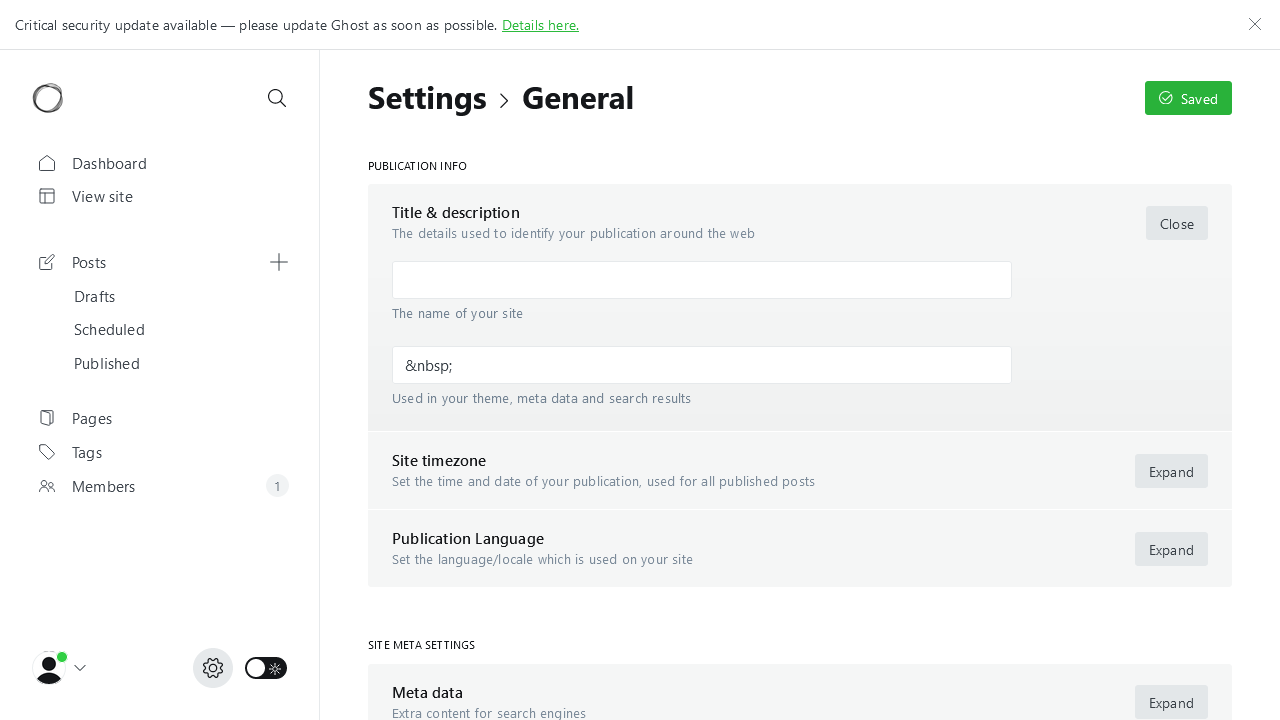 Critical security update available — please update Ghost as soon as possible. Details here.
Settings > General
Saved
Dashboard
View site
Posts
Drafts
Scheduled
Published
Pages
Tags
Members
1
PUBLICATION INFO
Title & description
The details used to identify your publication around the web
Close
The name of your site
&nbsp;
Used in your theme, meta data and search results
Site timezone
Set the time and date of your publication, used for all published posts
Expand
Publication Language
Set the language/locale which is used on your site
Expand
SITE META SETTINGS
Meta data
Extra content for search engines
Expand